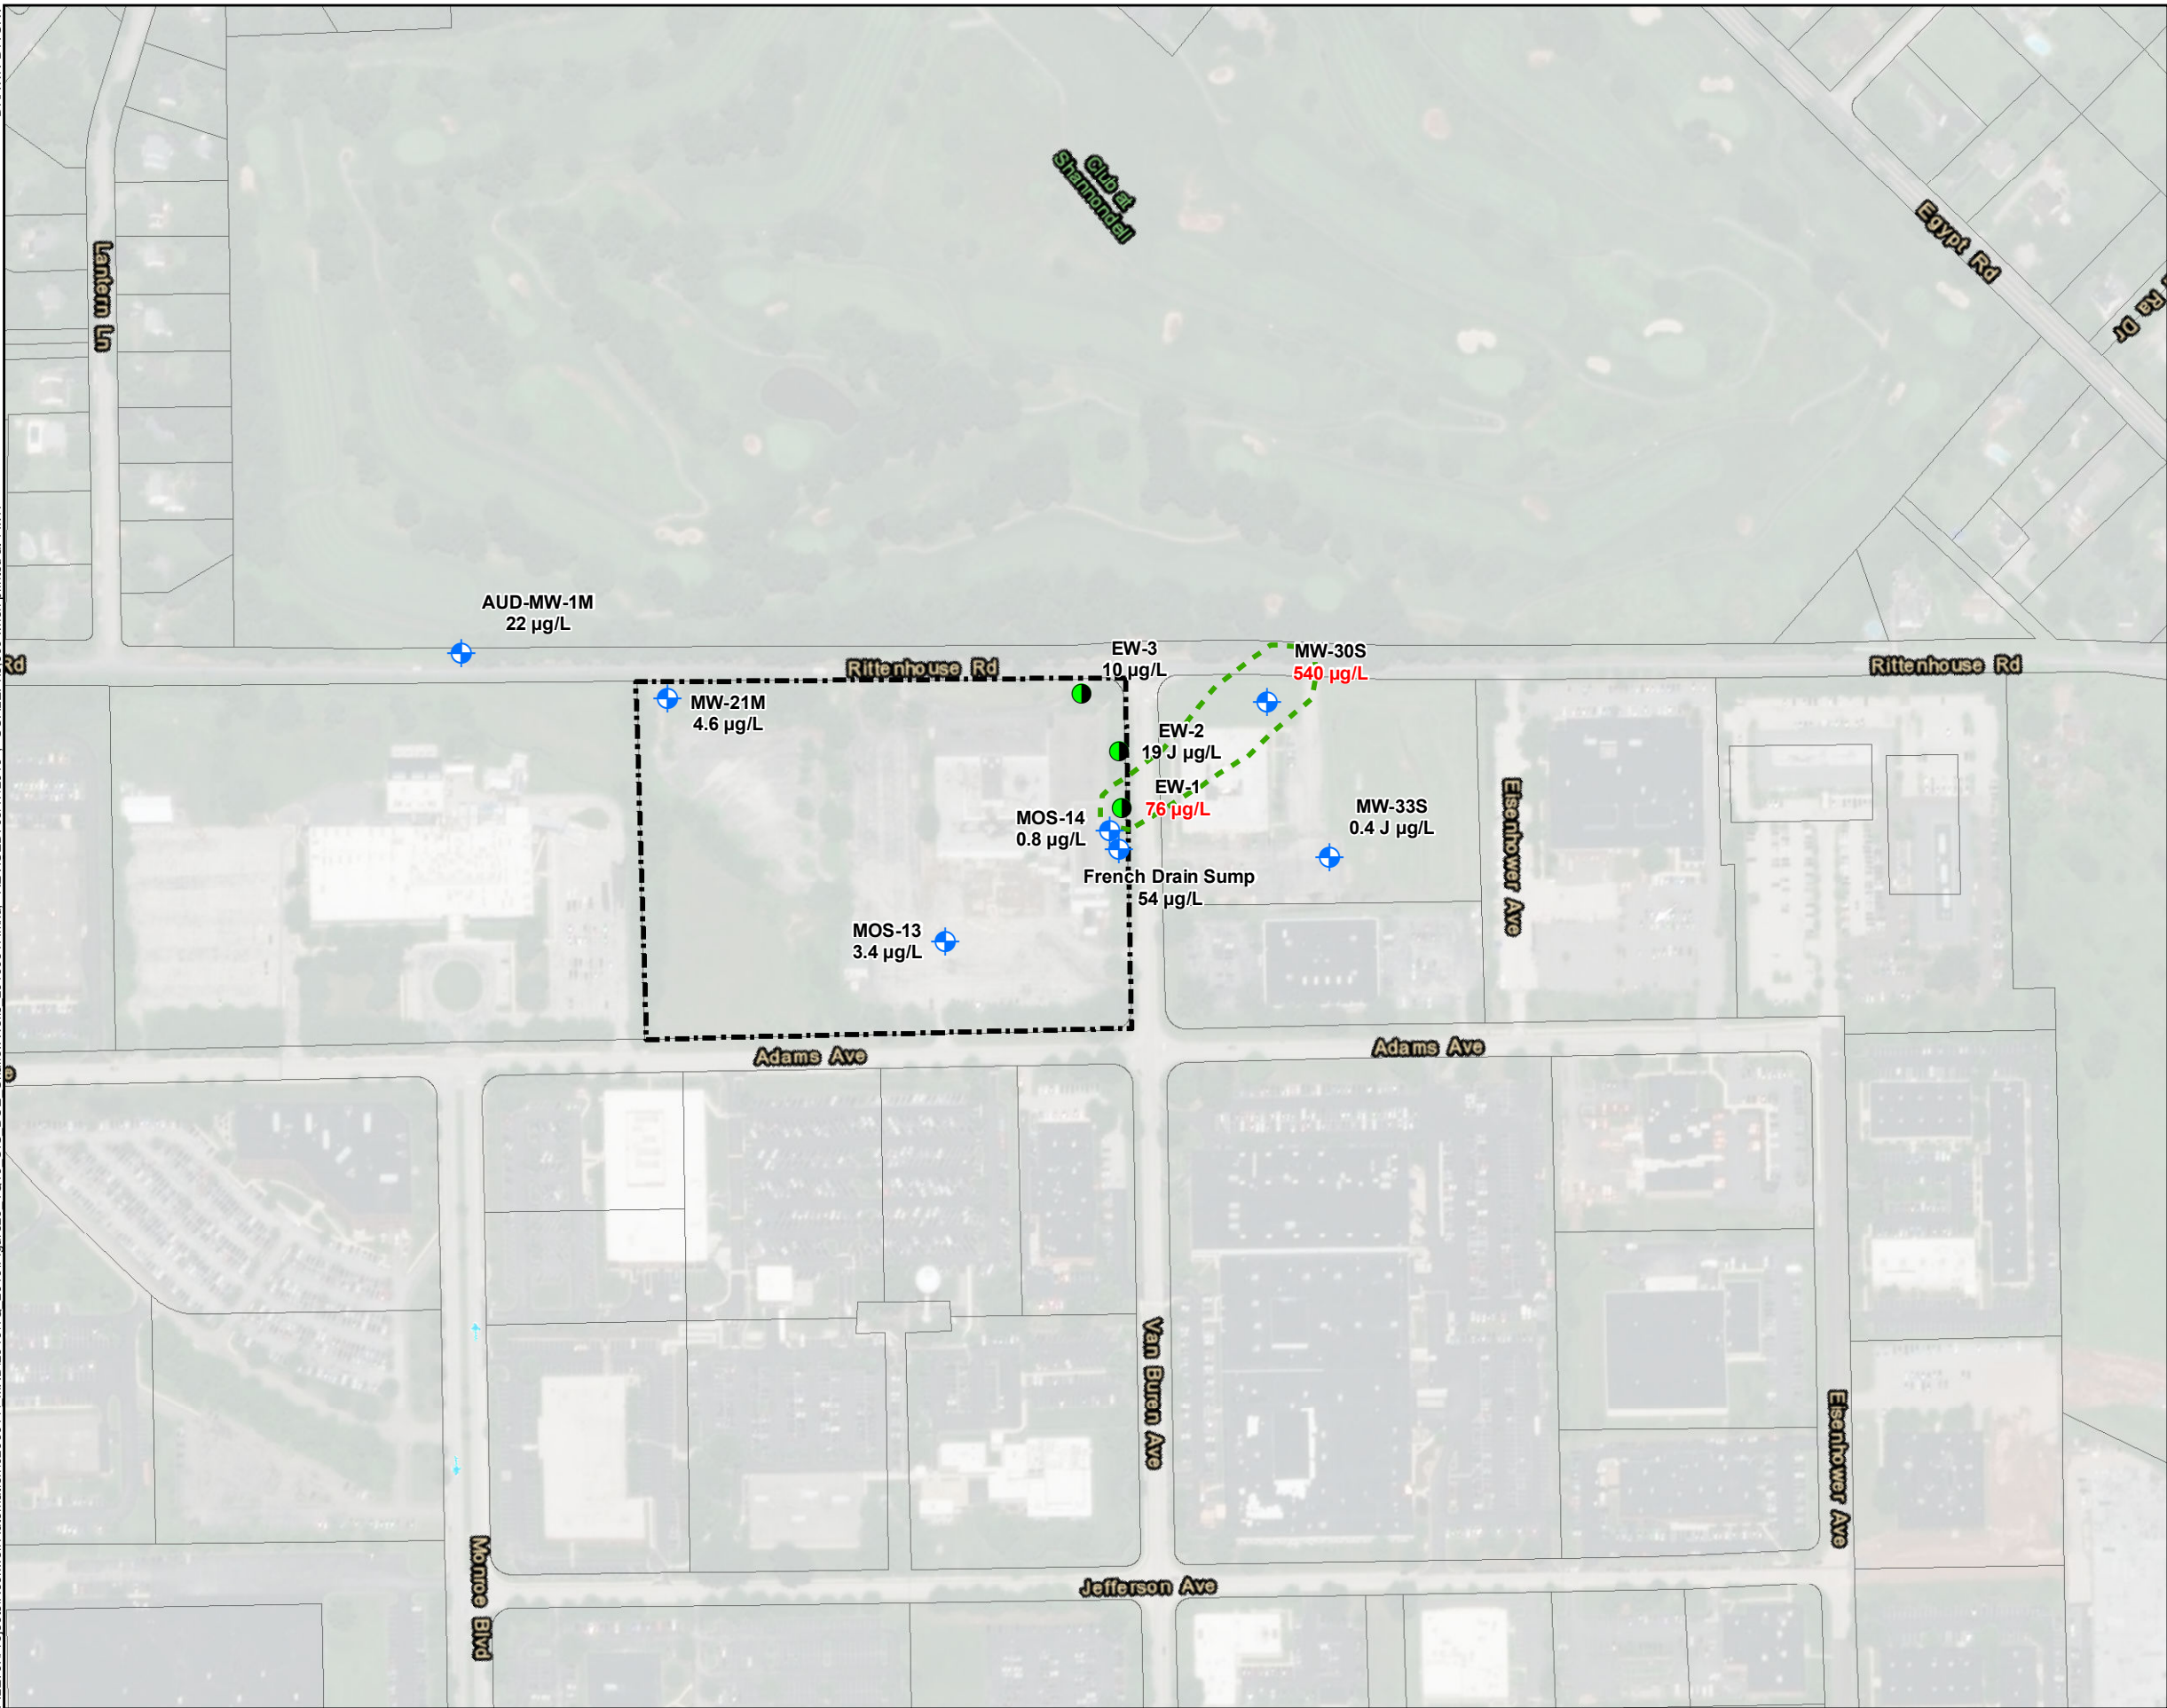 Club at
Shannondell
Egypt Rd
Ra Dr
Lantern Ln
AUD-MW-1M
22 µg/L
Rd
Rittenhouse Rd
EW-3
10 µg/L
MW-30S
540 µg/L
Rittenhouse Rd
MW-21M
4.6 µg/L
EW-2
19 J µg/L
EW-1
76 µg/L
MOS-14
0.8 µg/L
MW-33S
0.4 J µg/L
Eisenhower Ave
French Drain Sump
54 µg/L
MOS-13
3.4 µg/L
Adams Ave
Adams Ave
e
Van Buren Ave
Eisenhower Ave
Monroe Blvd
Jefferson Ave